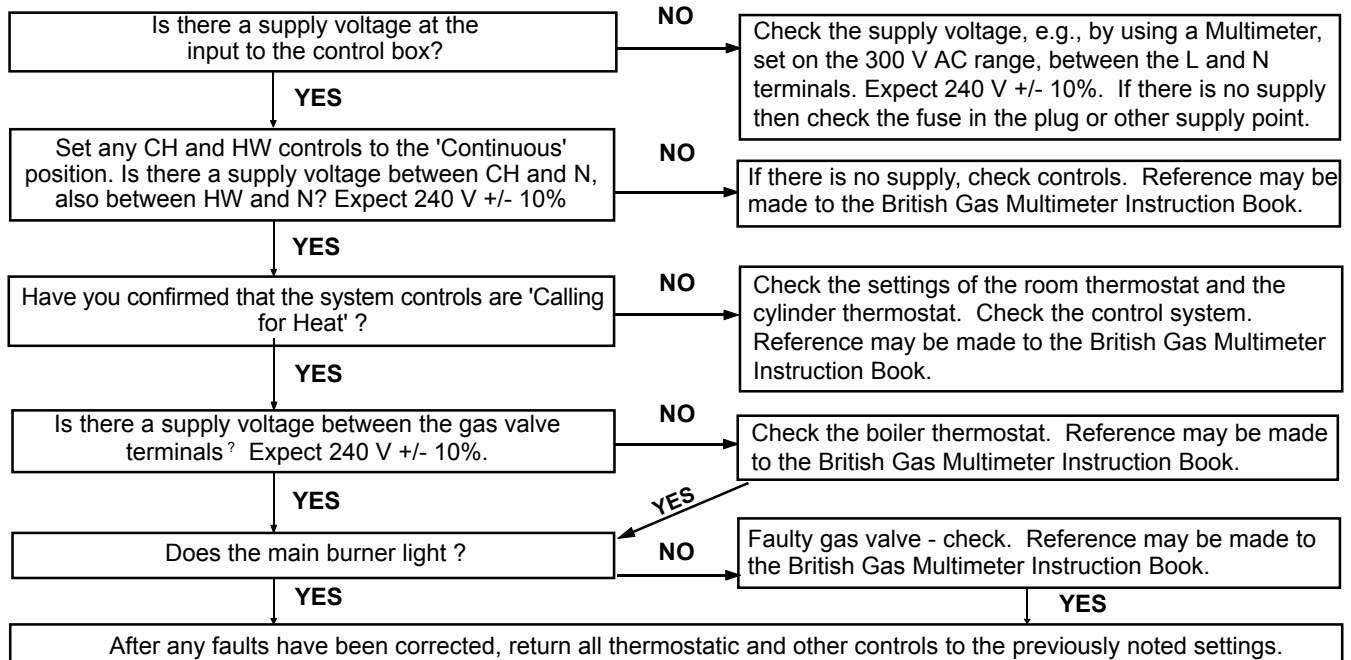 Is there a supply voltage at the
input to the control box?
NO
Check the supply voltage, e.g., by using a Multimeter,
set on the 300 V AC range, between the L and N
terminals. Expect 240 V +/- 10%. If there is no supply
then check the fuse in the plug or other supply point.
YES
Set any CH and HW controls to the 'Continuous'
position. Is there a supply voltage between CH and N,
also between HW and N? Expect 240 V +/- 10%
NO
If there is no supply, check controls. Reference may be
made to the British Gas Multimeter Instruction Book.
YES
Have you confirmed that the system controls are 'Calling
for Heat' ?
NO
Check the settings of the room thermostat and the
cylinder thermostat. Check the control system.
Reference may be made to the British Gas Multimeter
Instruction Book.
YES
Is there a supply voltage between the gas valve
terminals ? Expect 240 V +/- 10%.
NO
Check the boiler thermostat. Reference may be made
to the British Gas Multimeter Instruction Book.
YES
YES
Does the main burner light ?
NO
Faulty gas valve - check. Reference may be made to
the British Gas Multimeter Instruction Book.
YES
YES
After any faults have been corrected, return all thermostatic and other controls to the previously noted settings.